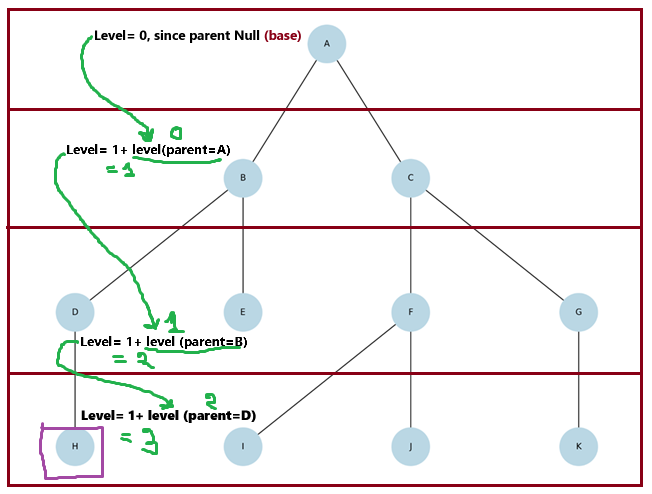 Level= 0, since parent Null (base)
A
0
Level= 1+ level(parent=A)
= 1
B
C
D
E
F
G
1
Level= 1+ level (parent=B)
= 2
2
Level= 1+ level (parent=D)
= 3
H
I
J
K